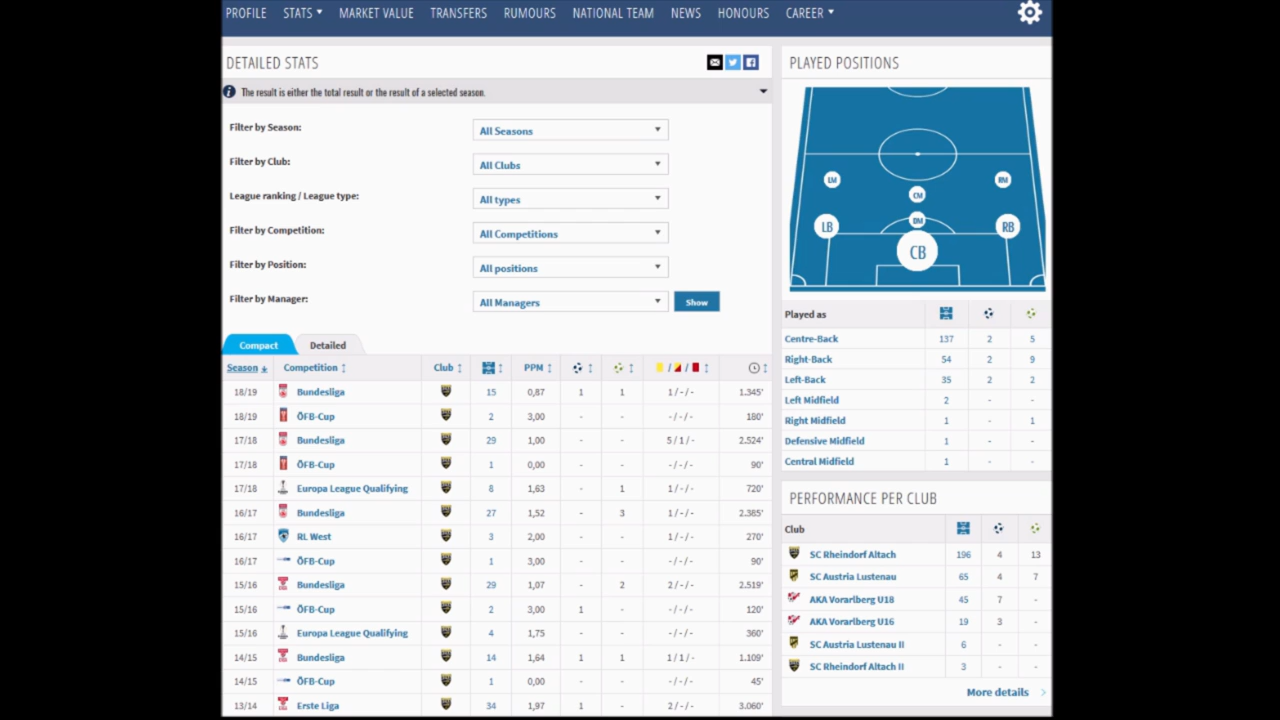 PROFILE STATS MARKET VALUE TRANSFERS RUMOURS NATIONAL TEAM NEWS HONOURS CAREER
DETAILED STATS
The result is either the total result or the result of a selected season.
Filter by Season: All Seasons
Filter by Club: All Clubs
League ranking / League type: All types
Filter by Competition: All Competitions
Filter by Position: All positions
Filter by Manager: All Managers Show
Compact Detailed
Season Competition Club PPM / /
18/19 Bundesliga 15 0,87 1 1 1 / - / - 1.345'
18/19 ÖFB-Cup 2 3,00 - - - / - / - 180'
17/18 Bundesliga 29 1,00 - - 5 / 1 / - 2.524'
17/18 ÖFB-Cup 1 0,00 - - - / - / - 90'
17/18 Europa League Qualifying 8 1,63 - 1 1 / - / - 720'
16/17 Bundesliga 27 1,52 - 3 1 / - / - 2.385'
16/17 RL West 3 2,00 - - 1 / - / - 270'
16/17 ÖFB-Cup 1 3,00 - - - / - / - 90'
15/16 Bundesliga 29 1,07 - 2 2 / - / - 2.519'
15/16 ÖFB-Cup 2 3,00 1 - - / - / - 120'
15/16 Europa League Qualifying 4 1,75 - - - / - / - 360'
14/15 Bundesliga 14 1,64 1 1 1 / 1 / - 1.109'
14/15 ÖFB-Cup 1 0,00 - - - / - / - 45'
13/14 Erste Liga 34 1,97 1 - 2 / - / - 3.060'
PLAYED POSITIONS
LM RM
CM
DM
LB RB
CB
Played as
Centre-Back 137 2 5
Right-Back 54 2 9
Left-Back 35 2 2
Left Midfield 2 - -
Right Midfield 1 - 1
Defensive Midfield 1 - -
Central Midfield 1 - -
PERFORMANCE PER CLUB
Club
SC Rheindorf Altach 196 4 13
SC Austria Lustenau 65 4 7
AKA Vorarlberg U18 45 7 -
AKA Vorarlberg U16 19 3 -
SC Austria Lustenau II 6 - -
SC Rheindorf Altach II 3 - -
More details